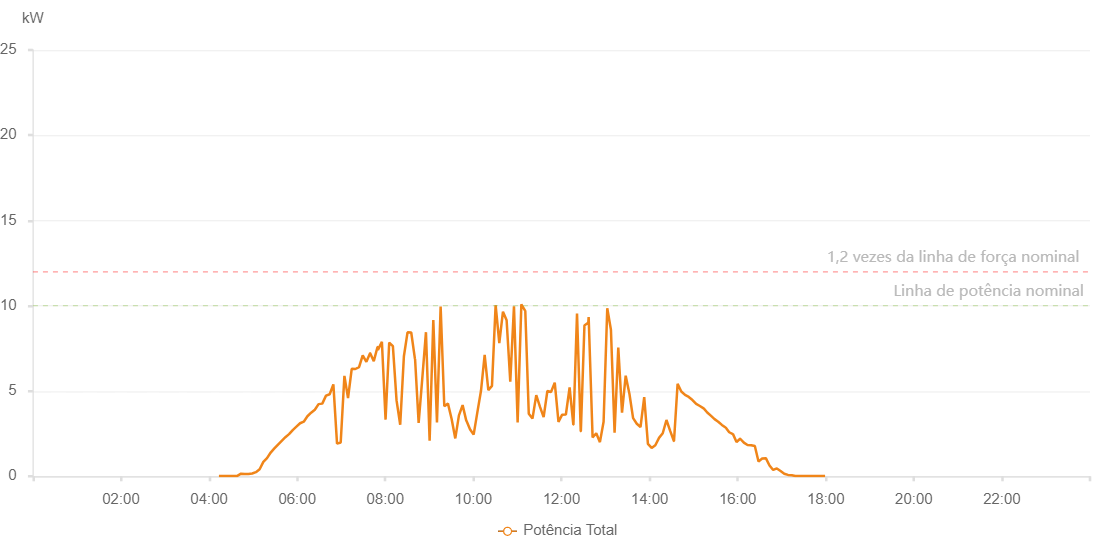 kW
25
20
15
1,2 vezes da linha de força nominal
Linha de potência nominal
10
5
0
02:00 04:00 06:00 08:00 10:00 12:00 14:00 16:00 18:00 20:00 22:00
Potência Total